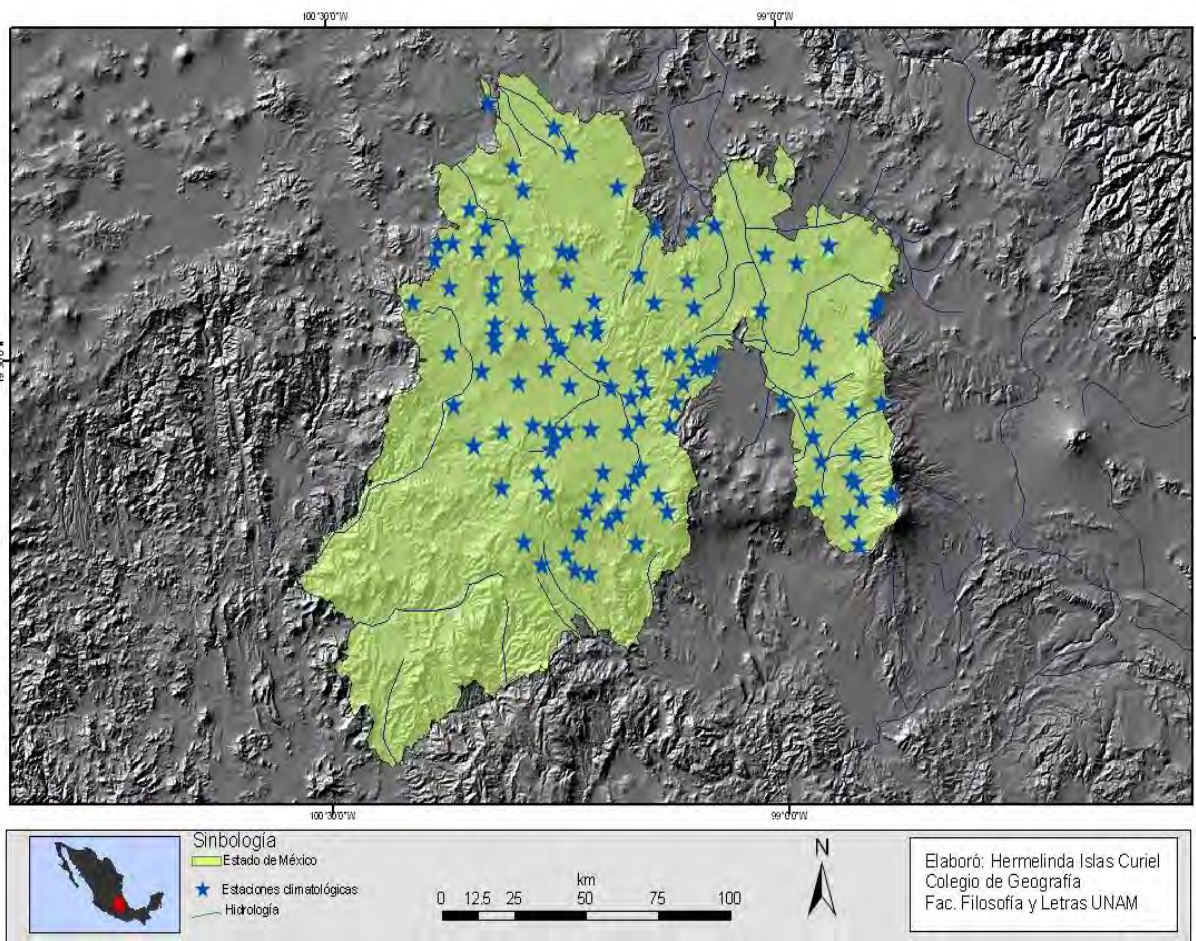 100°30'0"W
99°0'0"W
100°30'0"W
99°0'0"W
Sinbología
Estado de México
Estaciones climatológicas
Hidrología
km
0 12.5 25 50 75 100
N
Elaboró: Hermelinda Islas Curiel
Colegio de Geografía
Fac. Filosofía y Letras UNAM